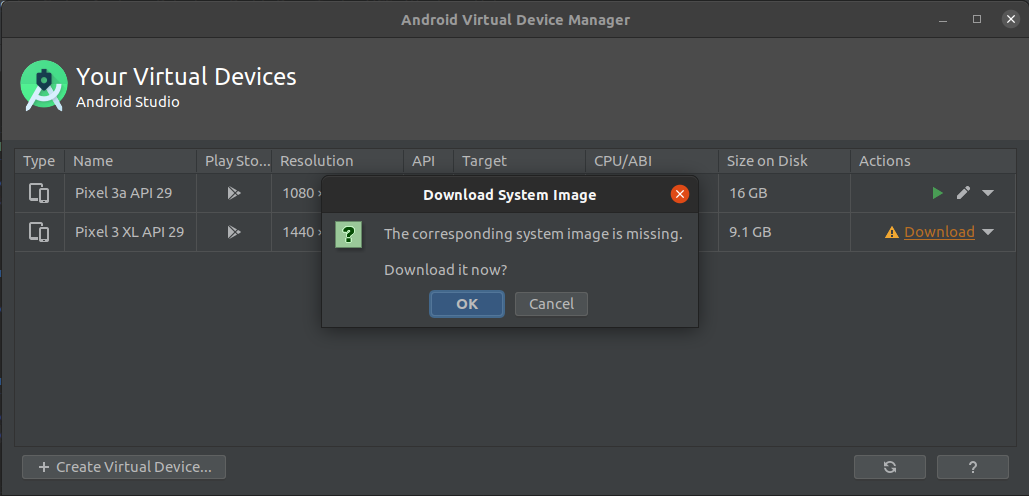 Android Virtual Device Manager
Your Virtual Devices
Android Studio
Type Name Play Sto... Resolution API Target CPU/ABI Size on Disk Actions
Pixel 3a API 29 1080 × 16 GB
Download System Image
Pixel 3 XL API 29 1440 × 9.1 GB Download
? The corresponding system image is missing.
Download it now?
OK Cancel
+ Create Virtual Device... ?